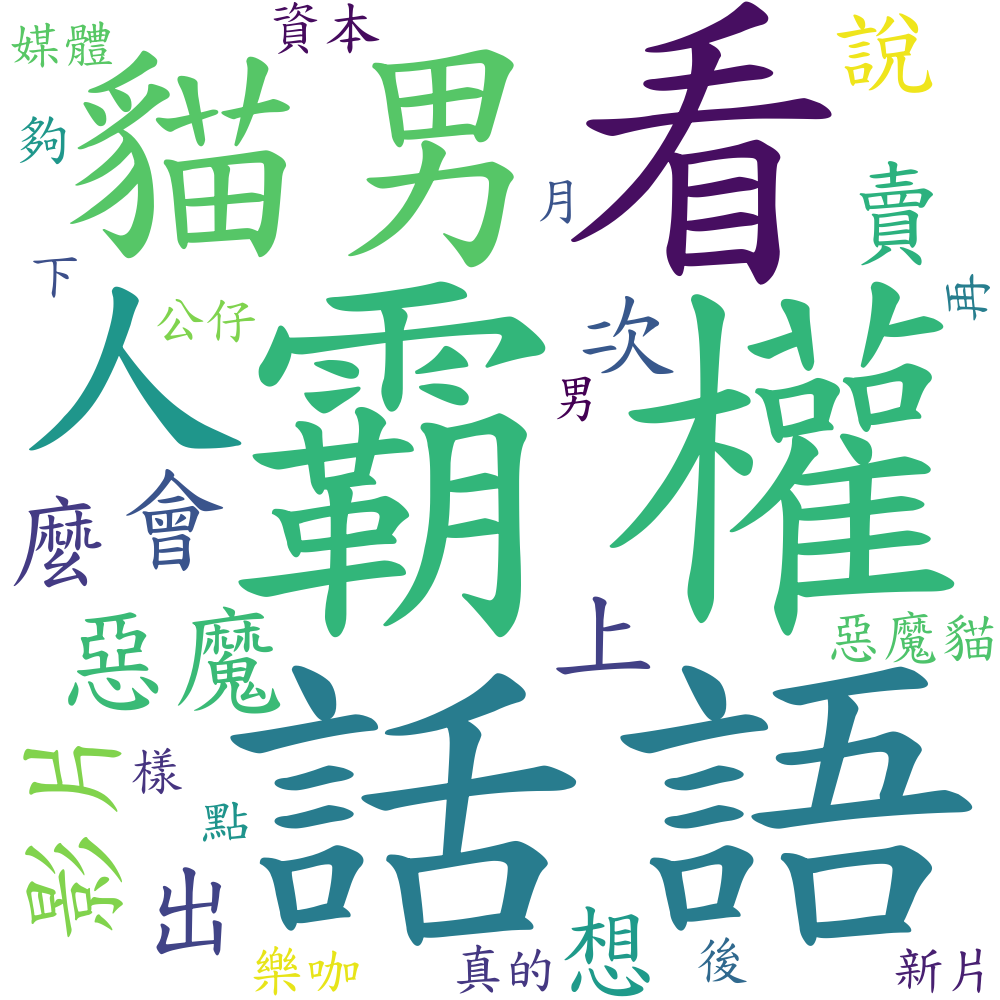 資本
媒體
貓男
看
說
夠
月
賣
下
公仔
人
霸權
次
再
男
麼
會
惡魔
上
惡魔貓
話語
影片
樣
點
出
想
樂咖
真的
後
新片